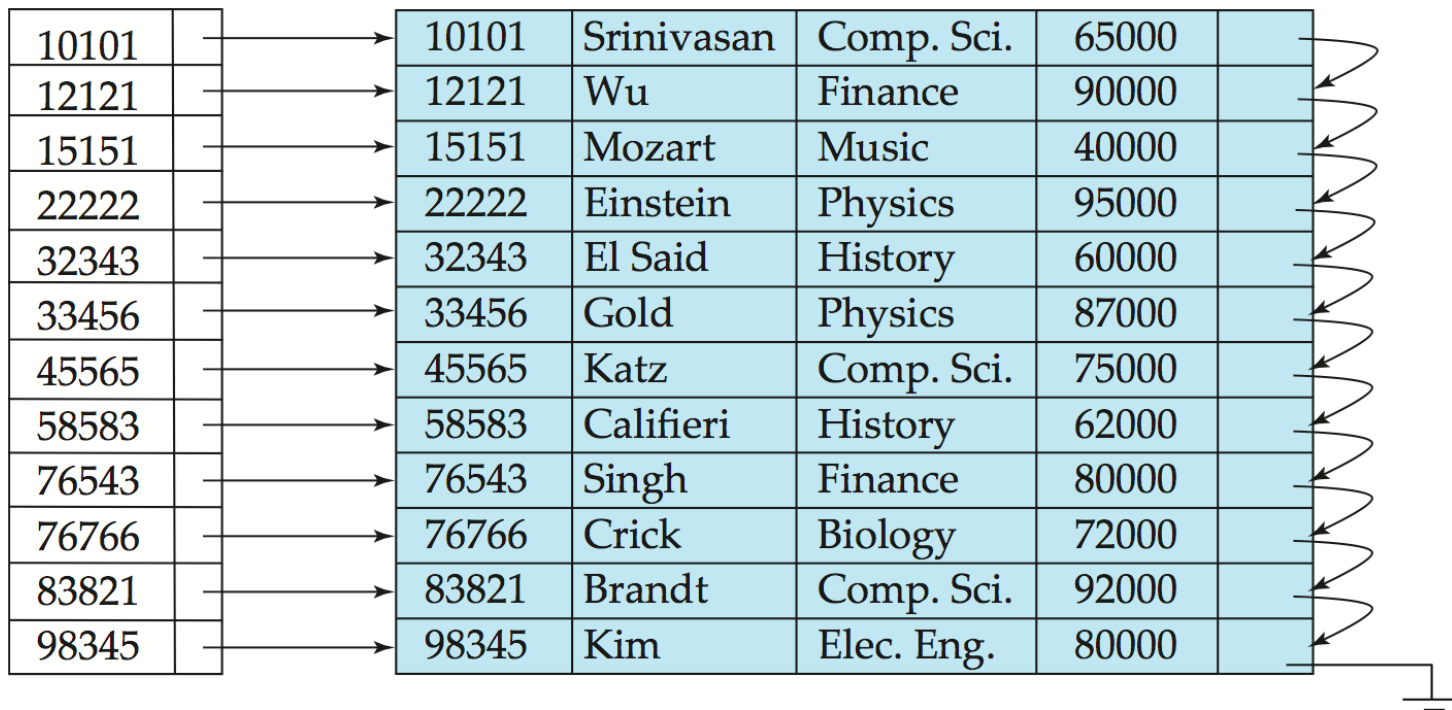 10101 10101 Srinivasan Comp. Sci. 65000
12121 12121 Wu Finance 90000
15151 15151 Mozart Music 40000
22222 22222 Einstein Physics 95000
32343 32343 El Said History 60000
33456 33456 Gold Physics 87000
45565 45565 Katz Comp. Sci. 75000
58583 58583 Califieri History 62000
76543 76543 Singh Finance 80000
76766 76766 Crick Biology 72000
83821 83821 Brandt Comp. Sci. 92000
98345 98345 Kim Elec. Eng. 80000